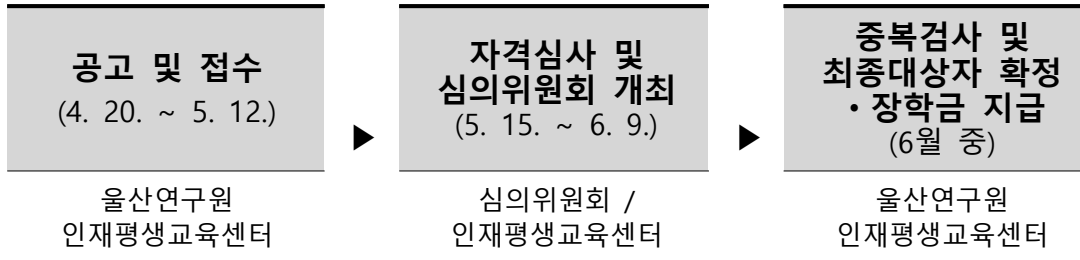 공고 및 접수
(4. 20. ~ 5. 12.)
울산연구원
인재평생교육센터
▶
자격심사 및
심의위원회 개최
(5. 15. ~ 6. 9.)
심의위원회 /
인재평생교육센터
▶
중복검사 및
최종대상자 확정
·장학금 지급
(6월 중)
울산연구원
인재평생교육센터